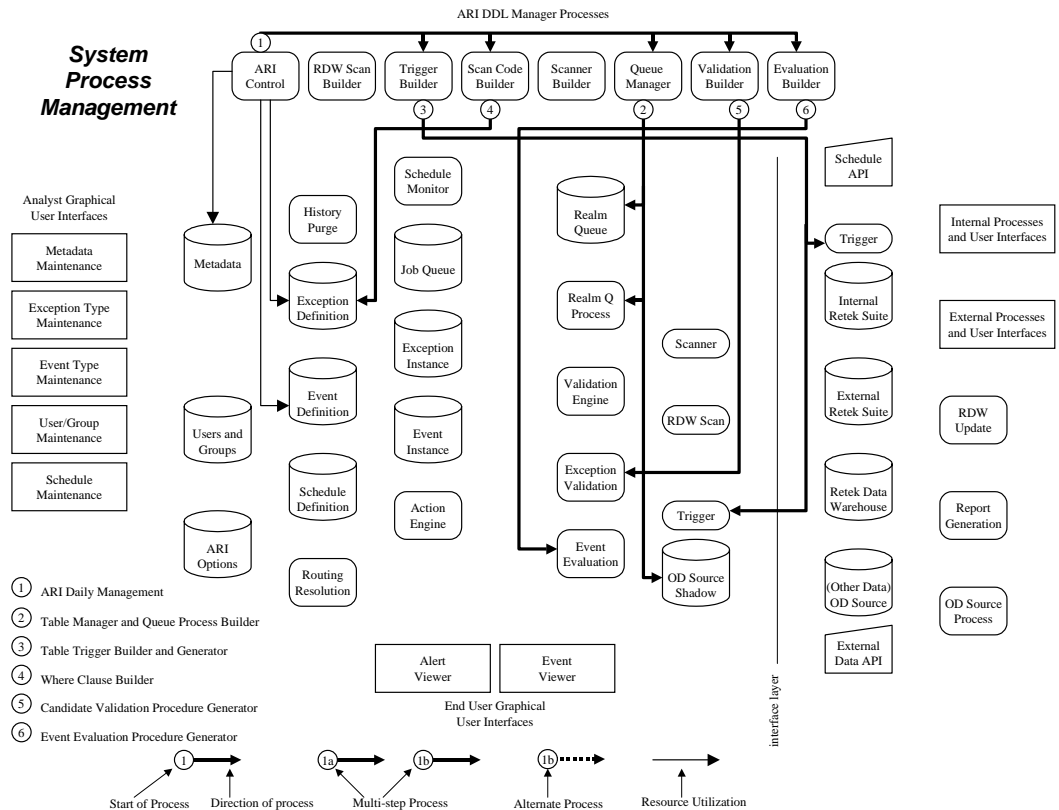 ARI DDL Manager Processes
System
Process
Management
1
ARI
Control
RDW Scan
Builder
Trigger
Builder
Scan Code
Builder
Scanner
Builder
Queue
Manager
Validation
Builder
Evaluation
Builder
3
4
2
5
6
Analyst Graphical
User Interfaces
Metadata
Maintenance
Exception Type
Maintenance
Event Type
Maintenance
User/Group
Maintenance
Schedule
Maintenance
Metadata
Users and
Groups
ARI
Options
History
Purge
Exception
Definition
Event
Definition
Schedule
Definition
Routing
Resolution
Schedule
Monitor
Job Queue
Exception
Instance
Event
Instance
Action
Engine
Realm
Queue
Realm Q
Process
Validation
Engine
Exception
Validation
Event
Evaluation
Scanner
RDW Scan
Trigger
OD Source
Shadow
interface layer
Schedule
API
Trigger
Internal
Retek Suite
External
Retek Suite
Retek Data
Warehouse
(Other Data)
OD Source
External
Data API
Internal Processes
and User Interfaces
External Processes
and User Interfaces
RDW
Update
Report
Generation
OD Source
Process
1 ARI Daily Management
2 Table Manager and Queue Process Builder
3 Table Trigger Builder and Generator
4 Where Clause Builder
5 Candidate Validation Procedure Generator
6 Event Evaluation Procedure Generator
Alert
Viewer
Event
Viewer
End User Graphical
User Interfaces
1
1a
1b
1b
Start of Process
Direction of process
Multi-step Process
Alternate Process
Resource Utilization